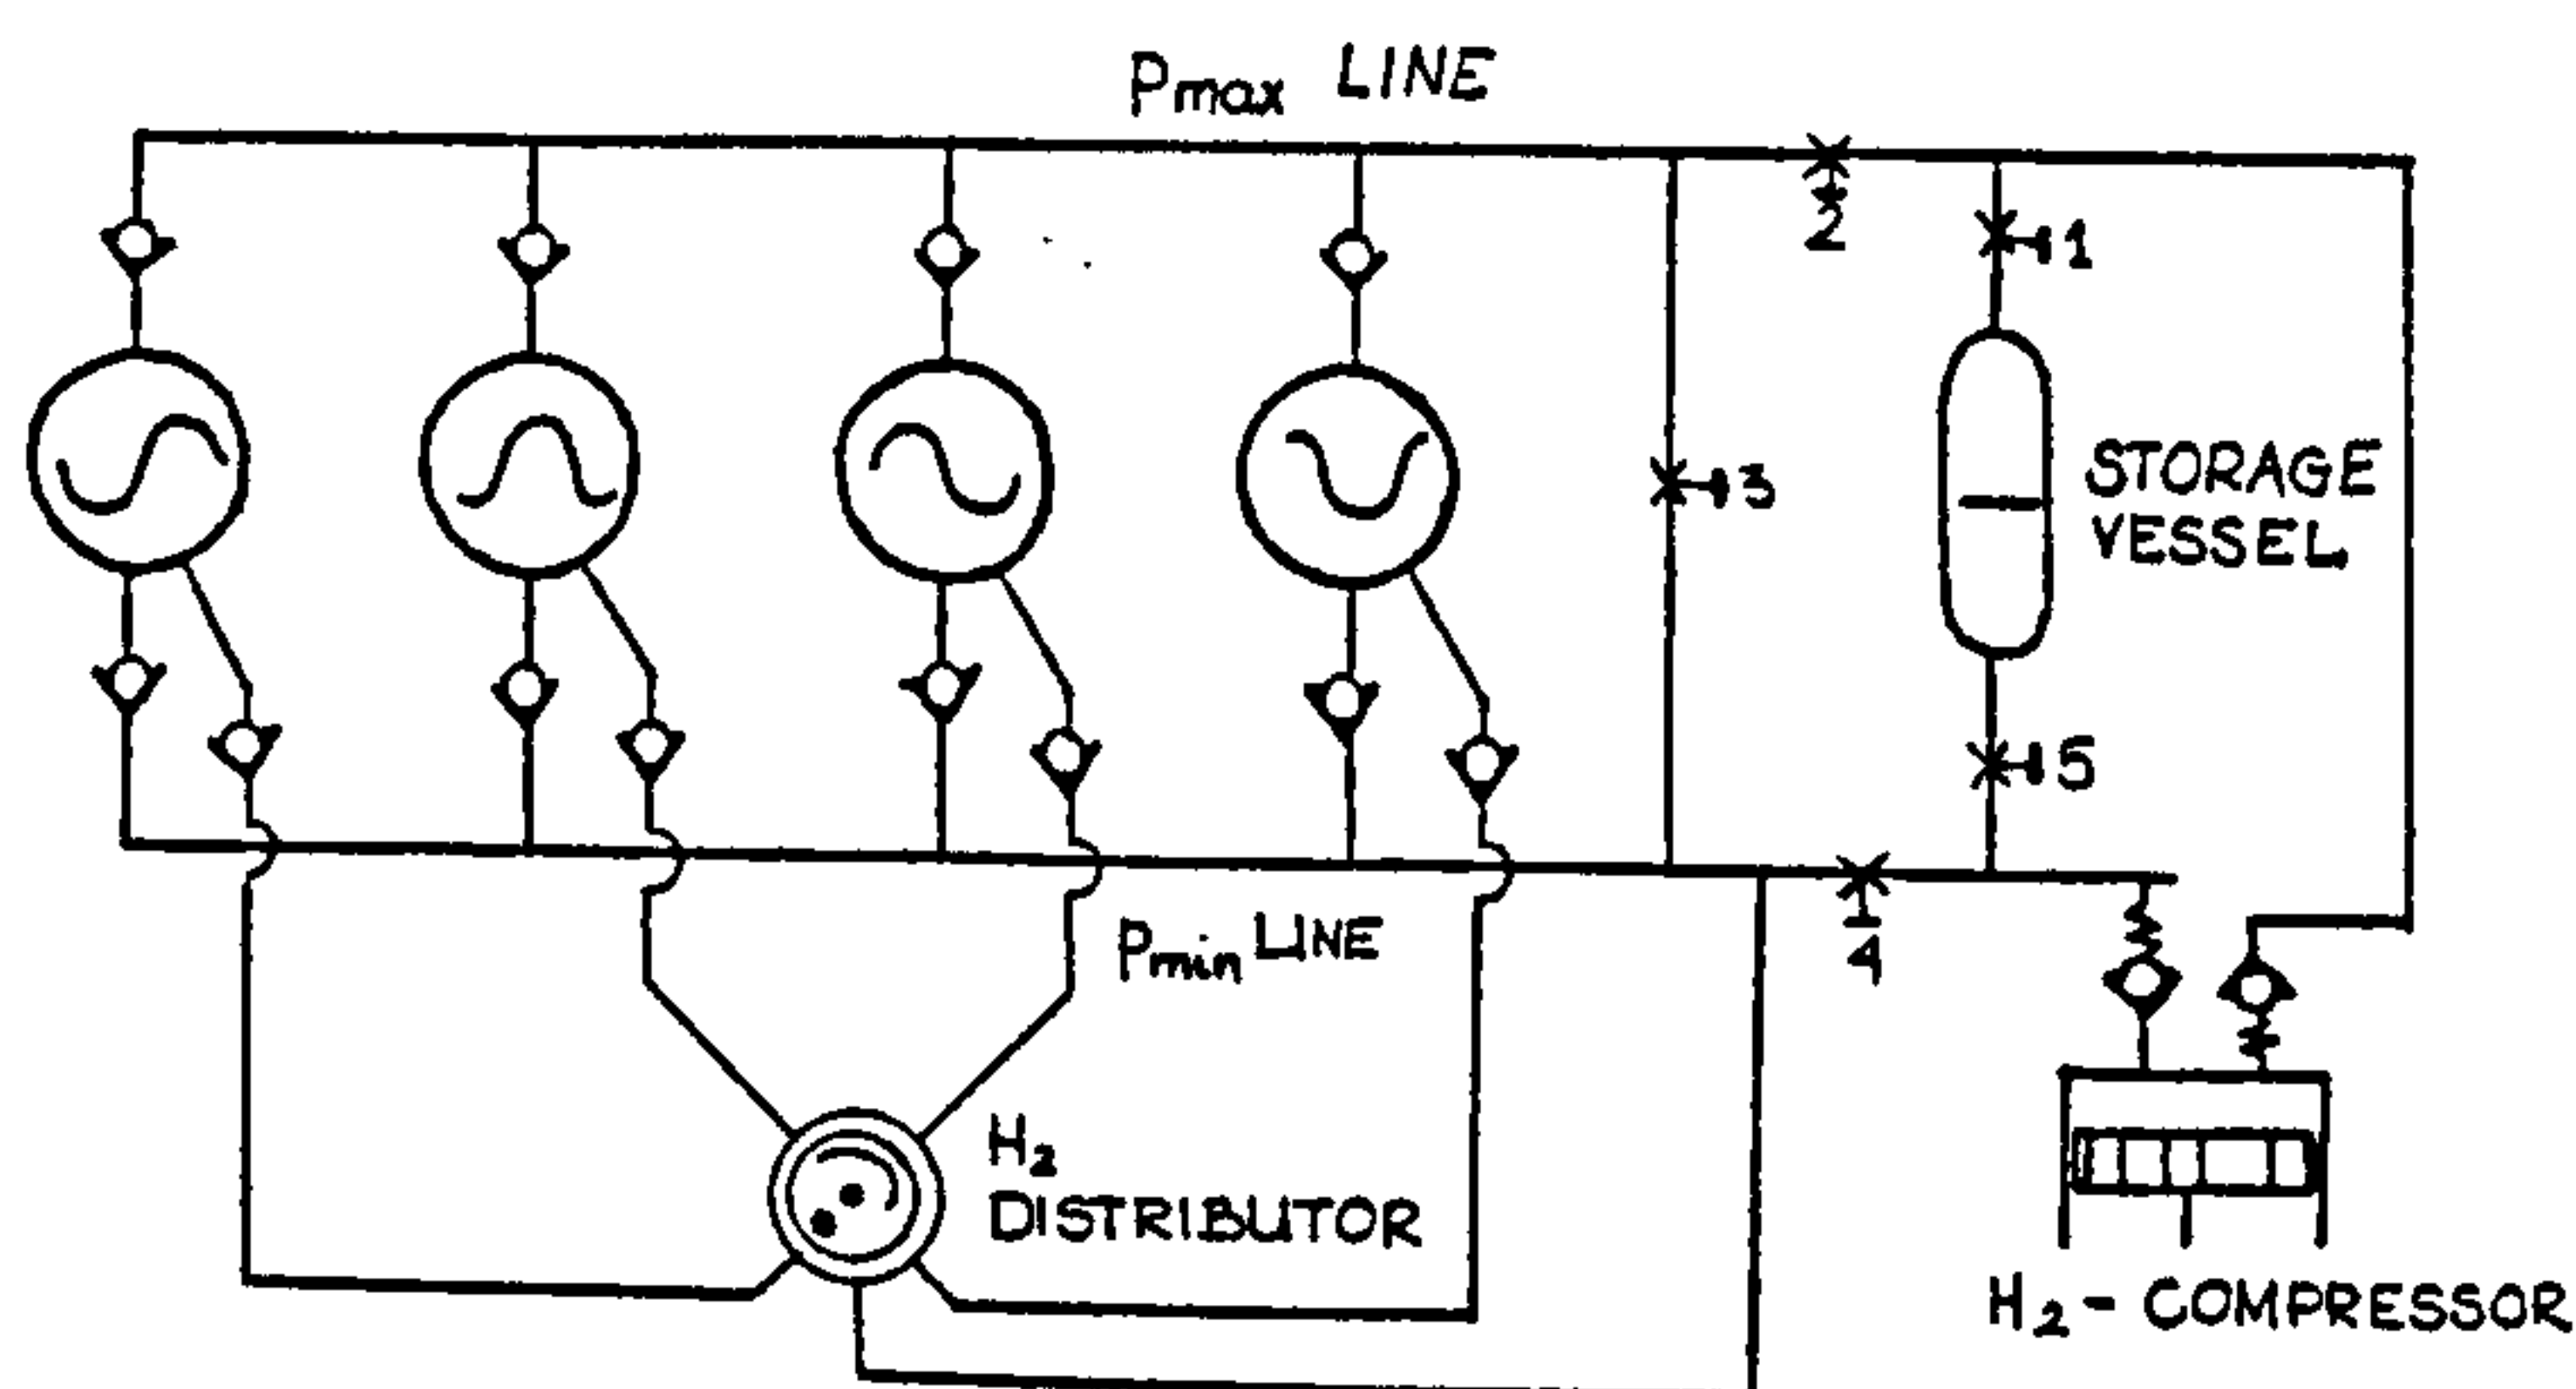 Pmax LINE
2
1
3
STORAGE
VESSEL
5
Pmin LINE
4
H2
DISTRIBUTOR
H2 - COMPRESSOR